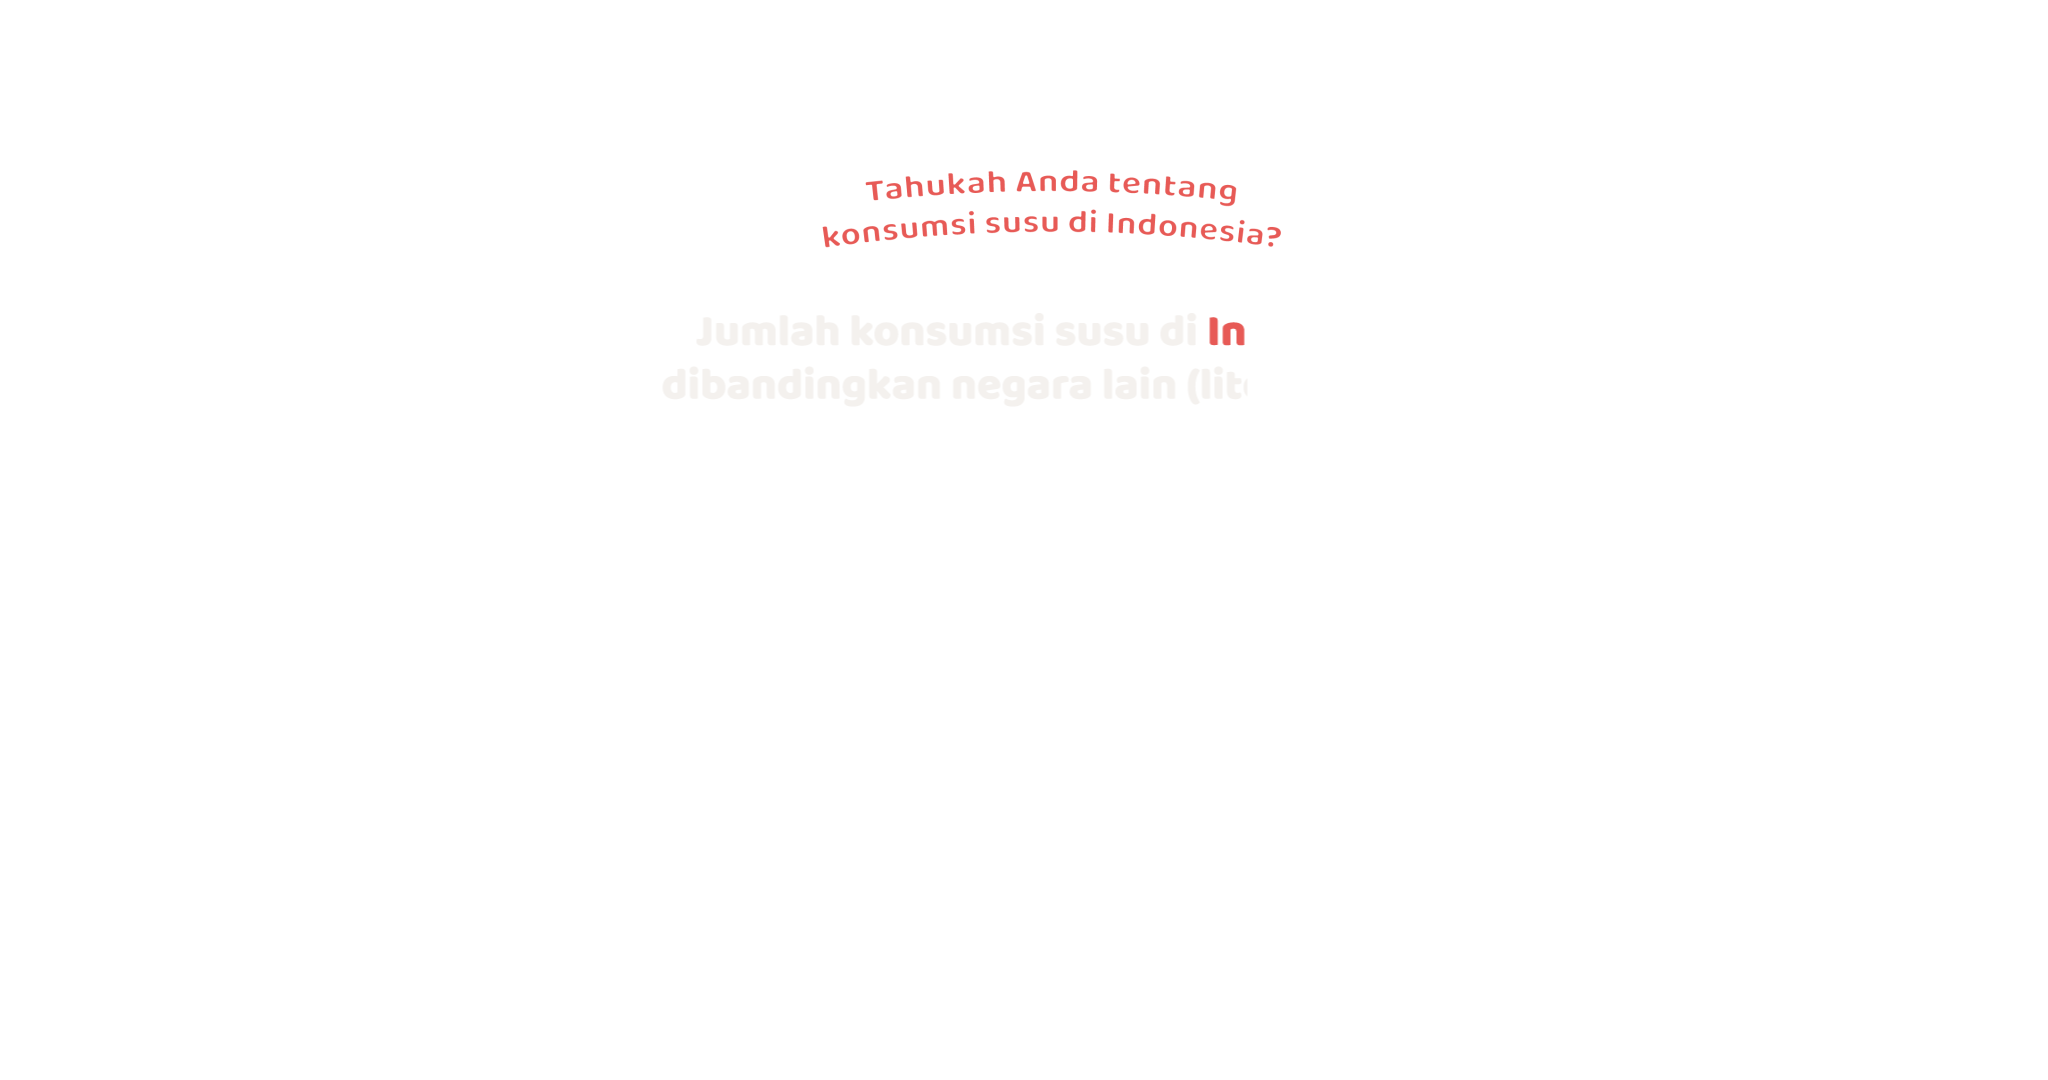 Tahukah Anda tentang
konsumsi susu di Indonesia?
Jumlah konsumsi susu di In
dibandingkan negara lain (lit